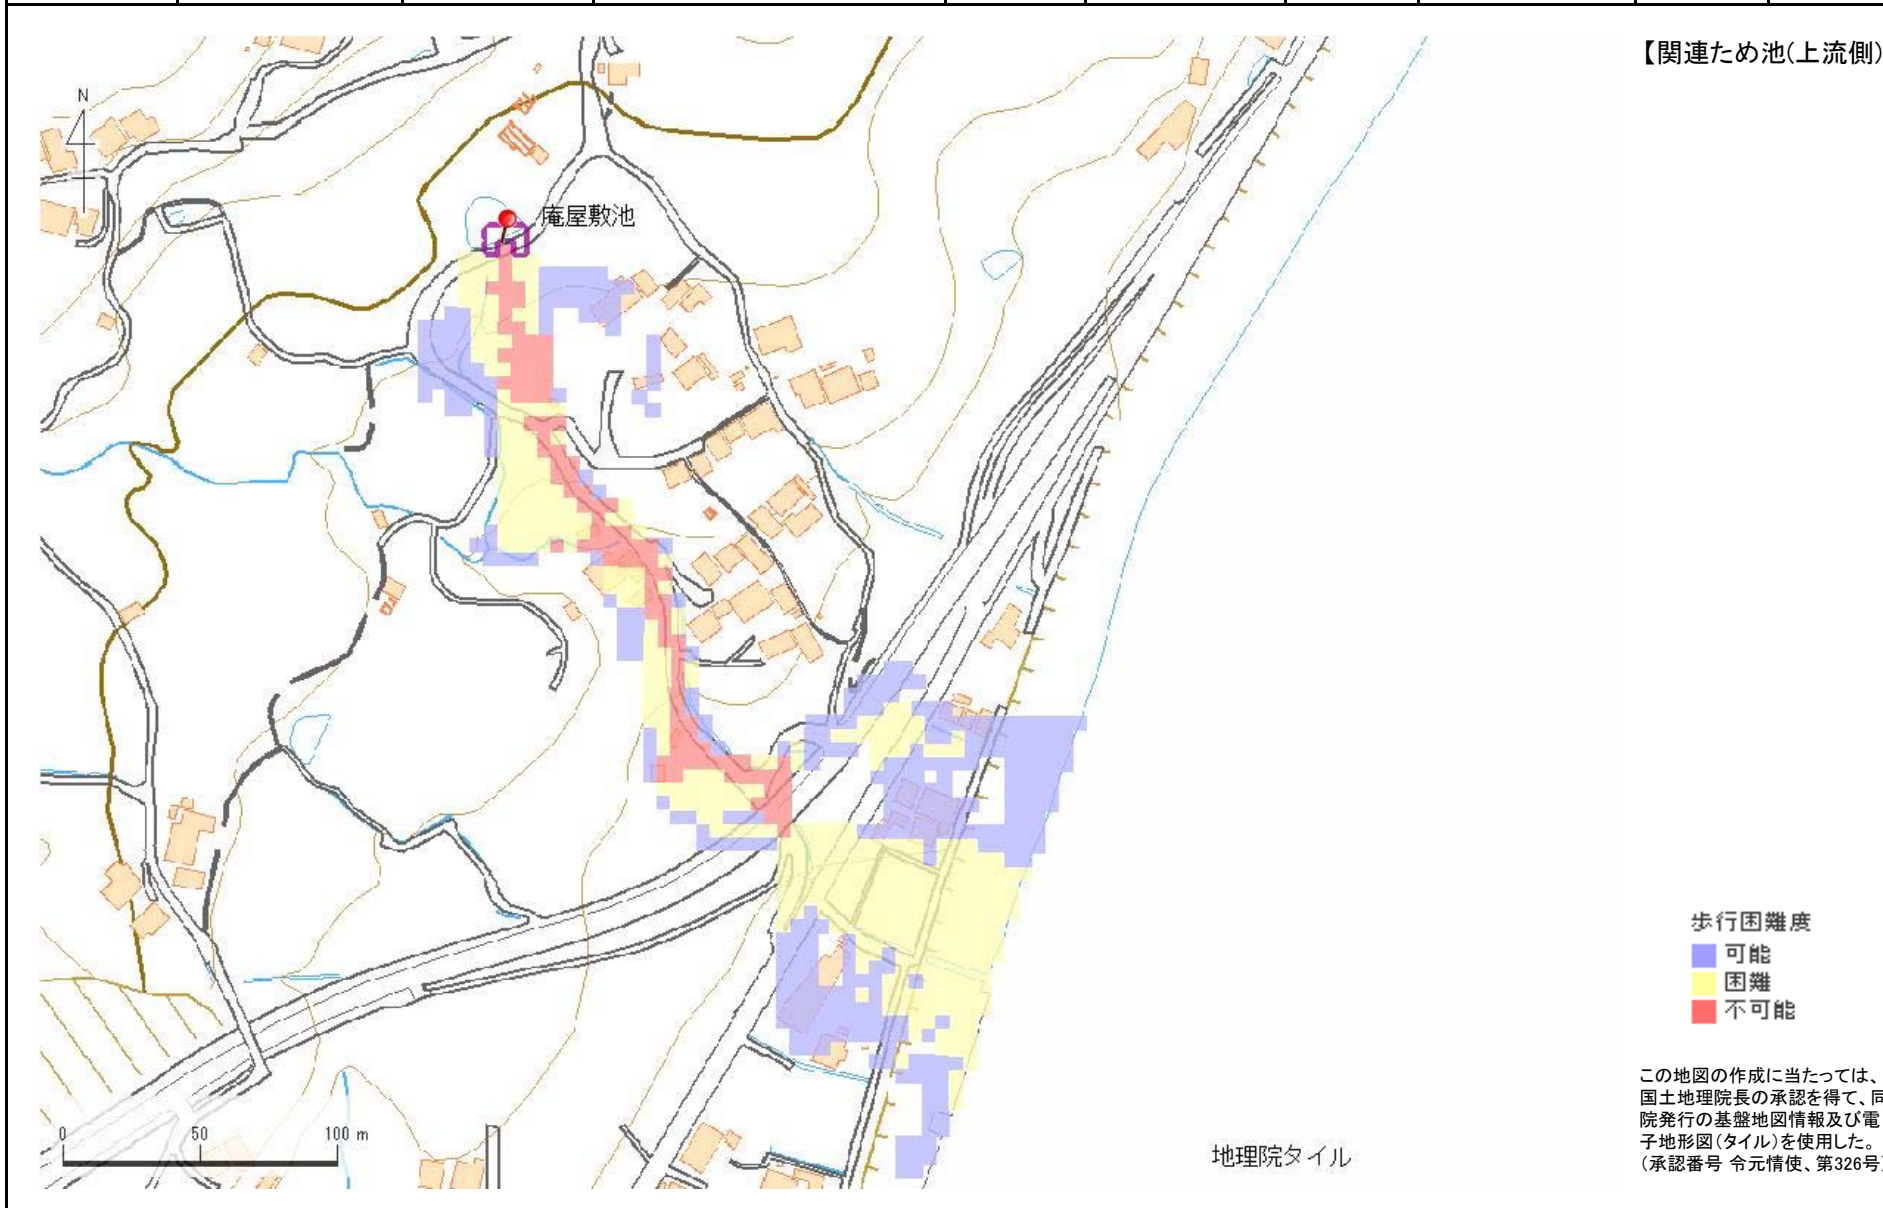 【関連ため池(上流側)
N
庵屋敷池
歩行困難度
可能
困難
不可能
この地図の作成に当たっては、
国土地理院長の承認を得て、同
院発行の基盤地図情報及び電
子地形図(タイル)を使用した。
(承認番号 令元情使、第326号)
0 50 100 m
地理院タイル